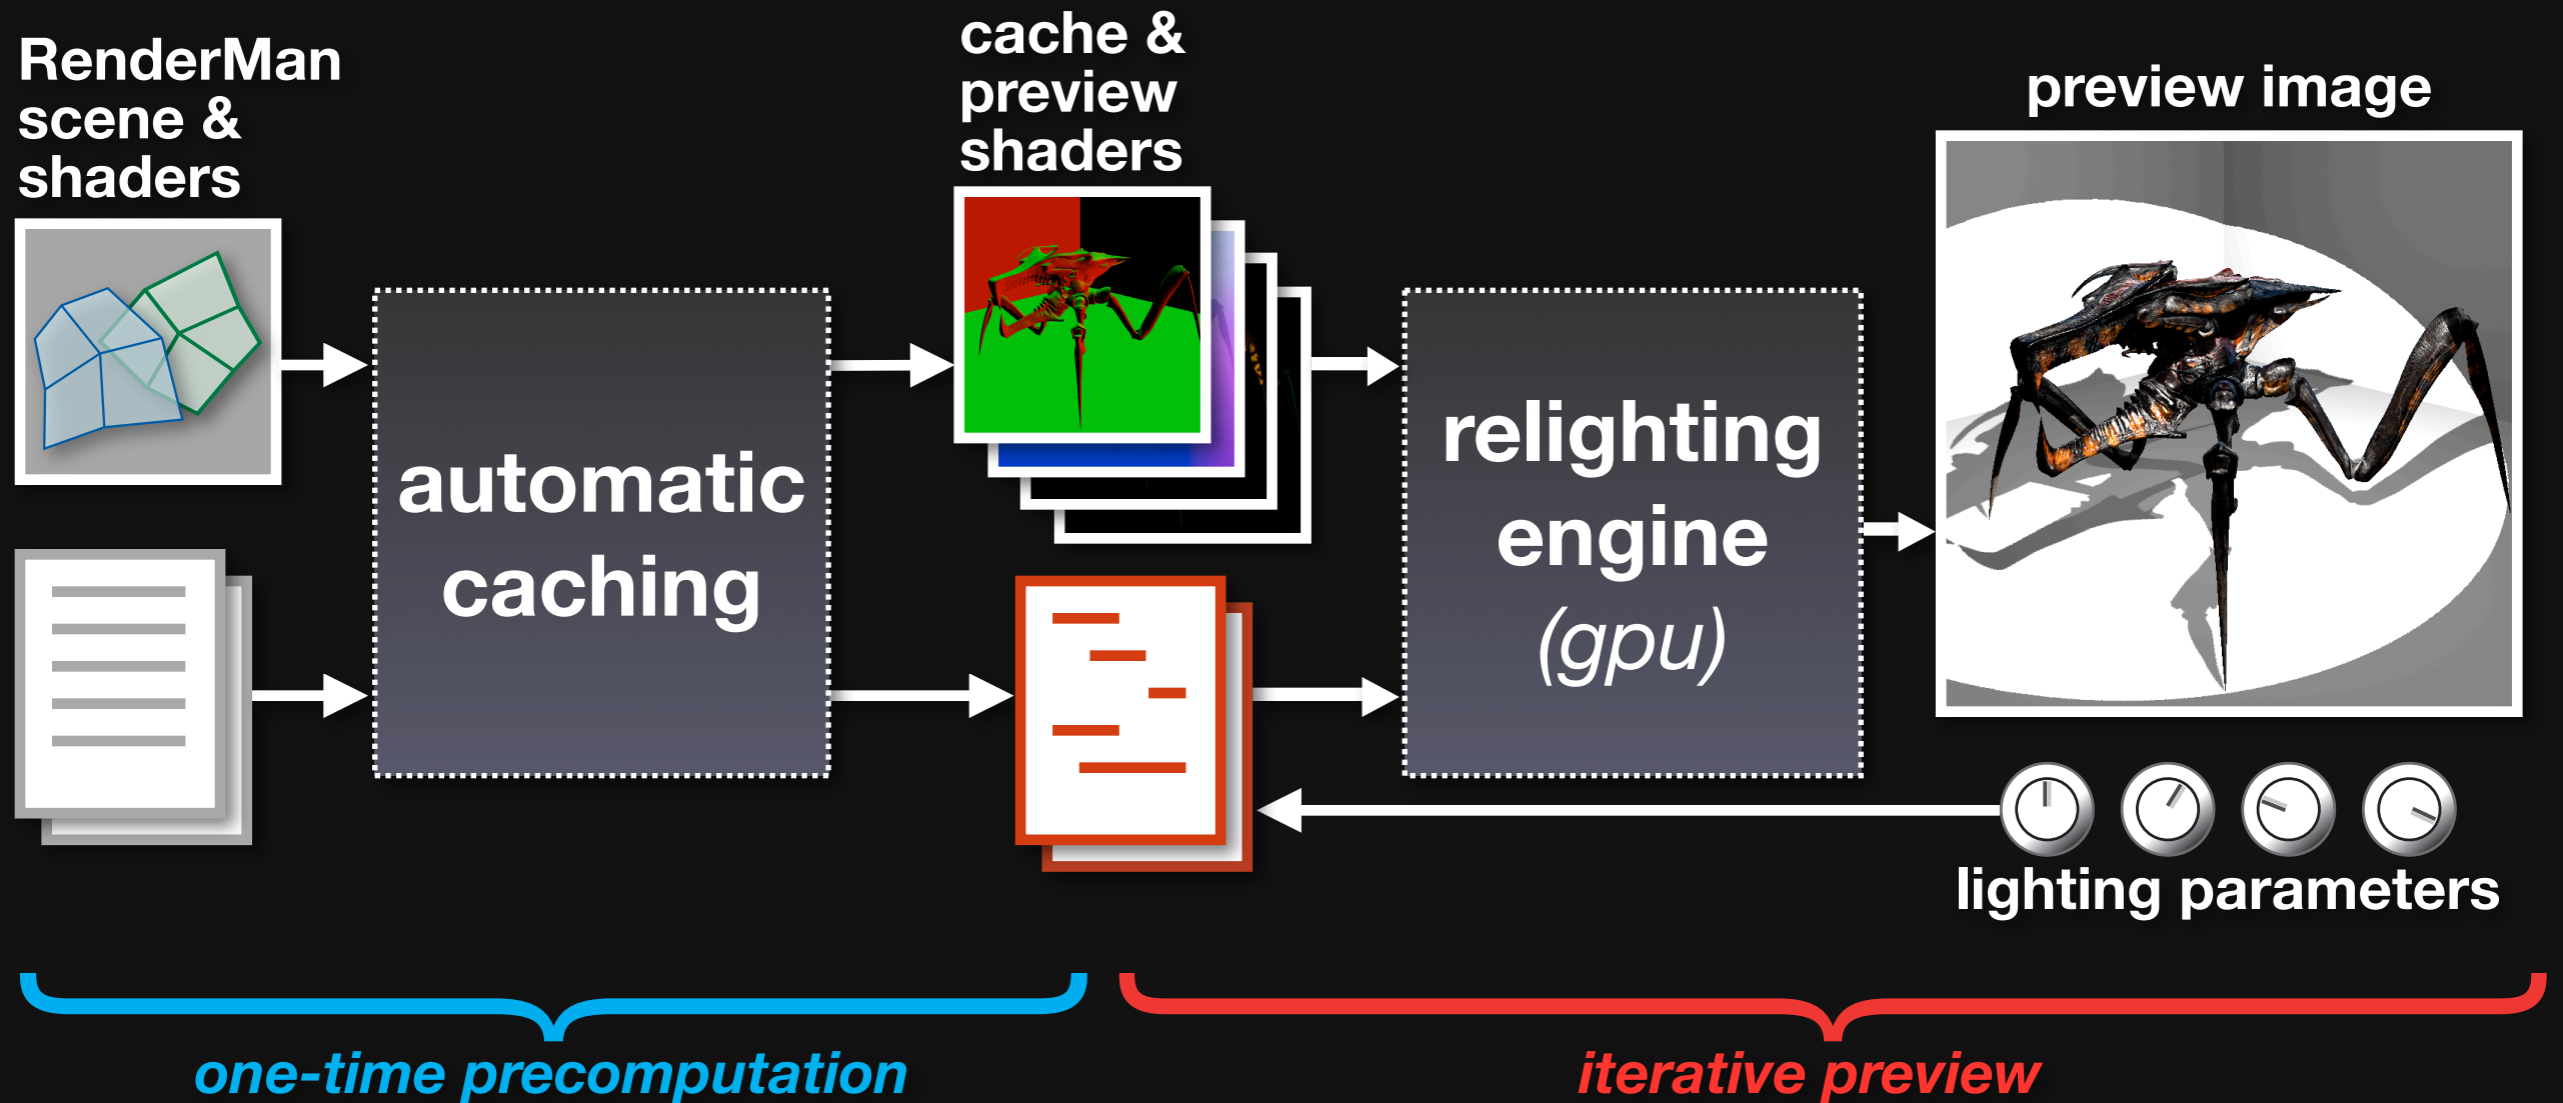 RenderMan
scene &
shaders
automatic
caching
cache &
preview
shaders
relighting
engine
(gpu)
preview image
lighting parameters
one-time precomputation
iterative preview